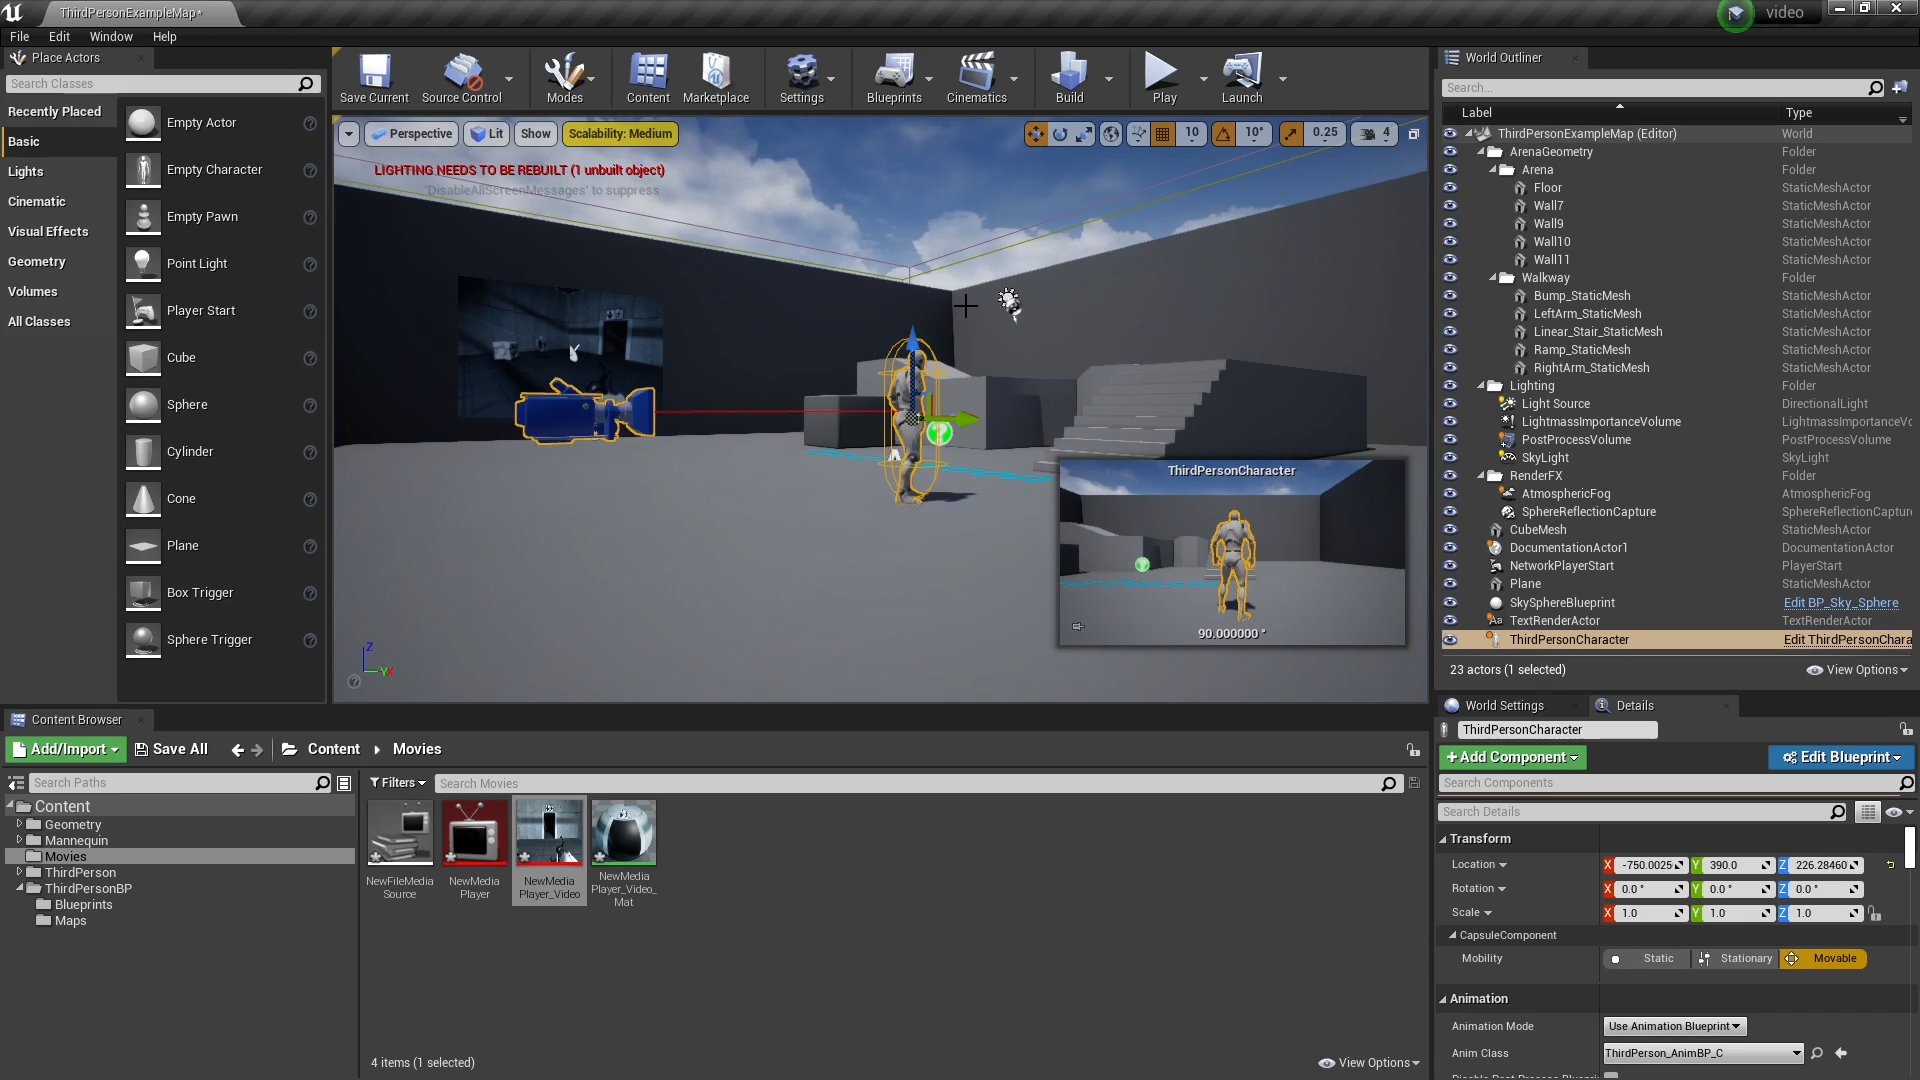 ThirdPersonExampleMap*
video
File Edit Window Help
Place Actors
Search Classes
Recently Placed
Basic
Lights
Cinematic
Visual Effects
Geometry
Volumes
All Classes
Empty Actor
Empty Character
Empty Pawn
Point Light
Player Start
Cube
Sphere
Cylinder
Cone
Plane
Box Trigger
Sphere Trigger
Save Current
Source Control
Modes
Content
Marketplace
Settings
Blueprints
Cinematics
Build
Play
Launch
Perspective
Lit
Show
Scalability: Medium
10
10°
0.25
4
LIGHTING NEEDS TO BE REBUILT (1 unbuilt object)
'DisableAllScreenMessages' to suppress
ThirdPersonCharacter
90.000000 °
World Outliner
Search...
Label Type
ThirdPersonExampleMap (Editor) World
ArenaGeometry Folder
Arena Folder
Floor StaticMeshActor
Wall7 StaticMeshActor
Wall9 StaticMeshActor
Wall10 StaticMeshActor
Wall11 StaticMeshActor
Walkway Folder
Bump_StaticMesh StaticMeshActor
LeftArm_StaticMesh StaticMeshActor
Linear_Stair_StaticMesh StaticMeshActor
Ramp_StaticMesh StaticMeshActor
RightArm_StaticMesh StaticMeshActor
Lighting Folder
Light Source DirectionalLight
LightmassImportanceVolume LightmassImportanceVo
PostProcessVolume PostProcessVolume
SkyLight SkyLight
RenderFX Folder
AtmosphericFog AtmosphericFog
SphereReflectionCapture SphereReflectionCapture
CubeMesh StaticMeshActor
DocumentationActor1 DocumentationActor
NetworkPlayerStart PlayerStart
Plane StaticMeshActor
SkySphereBlueprint Edit BP_Sky_Sphere
TextRenderActor TextRenderActor
ThirdPersonCharacter Edit ThirdPersonChara
23 actors (1 selected)
View Options
World Settings
Details
ThirdPersonCharacter
Add Component
Edit Blueprint
Search Components
Search Details
Transform
Location X -750.0025 Y 390.0 Z 226.28460
Rotation X 0.0 ° Y 0.0 ° Z 0.0 °
Scale X 1.0 Y 1.0 Z 1.0
CapsuleComponent
Mobility Static Stationary Movable
Animation
Animation Mode Use Animation Blueprint
Anim Class ThirdPerson_AnimBP_C
Content Browser
Add/Import
Save All
Content
Movies
Search Paths
Filters
Search Movies
Content
Geometry
Mannequin
Movies
ThirdPerson
ThirdPersonBP
Blueprints
Maps
NewFileMedia
Source
NewMedia
Player
NewMedia
Player_Video
NewMedia
Player_Video_
Mat
4 items (1 selected)
View Options